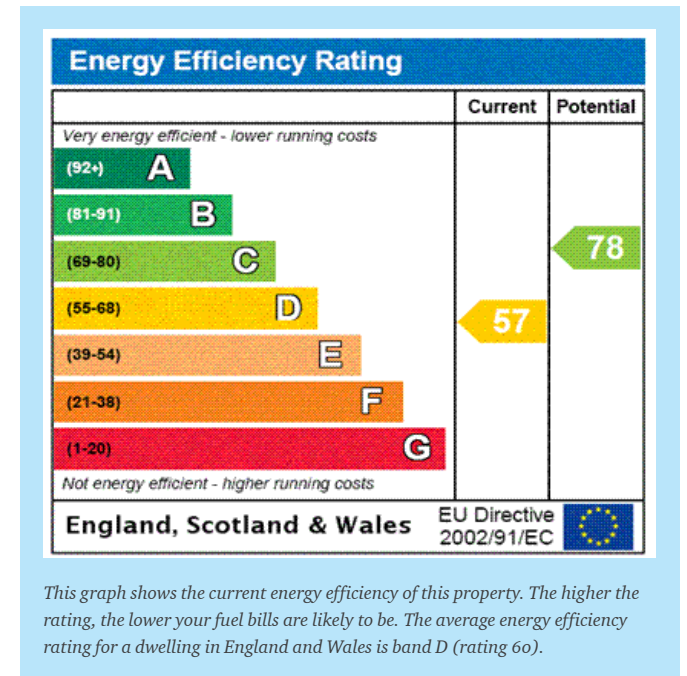 Energy Efficiency Rating
Current Potential
Very energy efficient - lower running costs
(92+) A
(81-91) B
(69-80) C
78
(55-68) D
57
(39-54) E
(21-38) F
(1-20) G
Not energy efficient - higher running costs
England, Scotland & Wales
EU Directive
2002/91/EC
This graph shows the current energy efficiency of this property. The higher the
rating, the lower your fuel bills are likely to be. The average energy efficiency
rating for a dwelling in England and Wales is band D (rating 60).